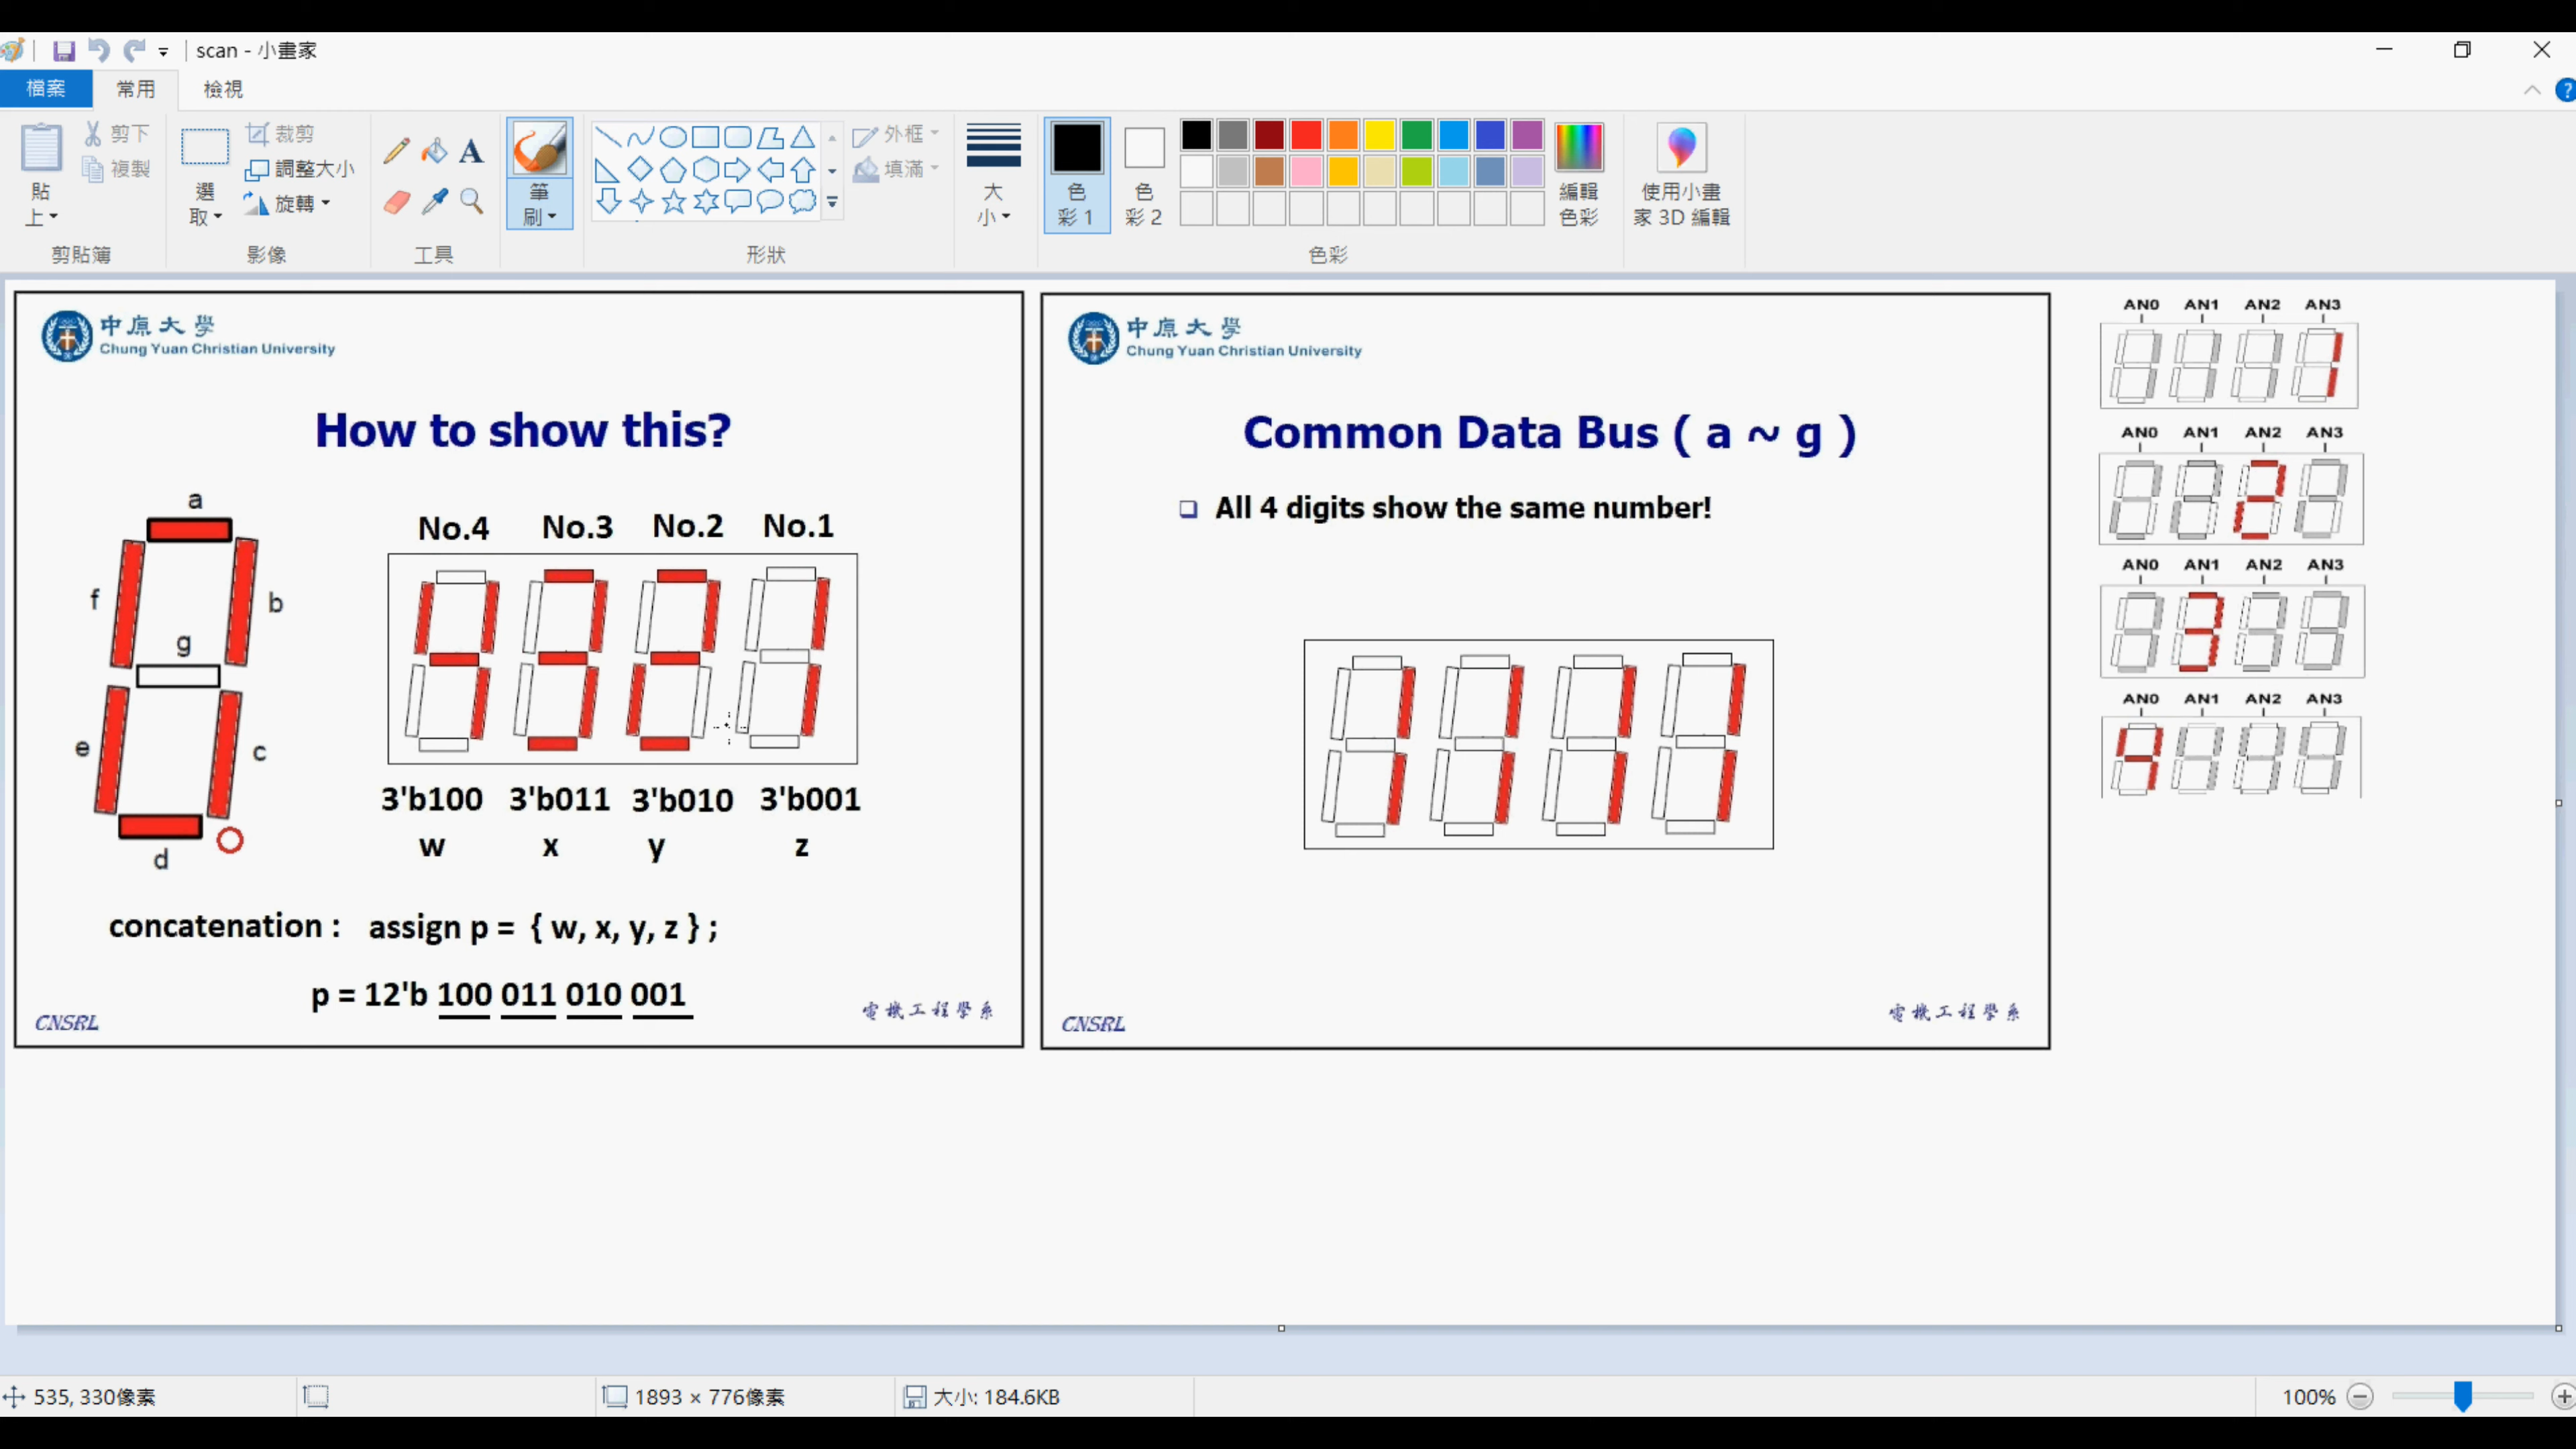 scan - 小畫家
檔案 常用 檢視
貼上 剪下 複製 剪貼簿
選取 裁剪 調整大小 旋轉 影像
工具
筆刷
外框 填滿 形狀
大小
色彩 1 色彩 2 編輯色彩 色彩
使用小畫家 3D 編輯
中原大學
Chung Yuan Christian University
How to show this?
a
f b
g
e c
d
No.4 No.3 No.2 No.1
3'b100 3'b011 3'b010 3'b001
w x y z
concatenation : assign p = { w, x, y, z } ;
p = 12'b 100 011 010 001
CNSRL 電機工程學系
中原大學
Chung Yuan Christian University
Common Data Bus ( a ~ g )
All 4 digits show the same number!
CNSRL 電機工程學系
AN0 AN1 AN2 AN3
AN0 AN1 AN2 AN3
AN0 AN1 AN2 AN3
AN0 AN1 AN2 AN3
535, 330像素 1893 × 776像素 大小: 184.6KB 100%